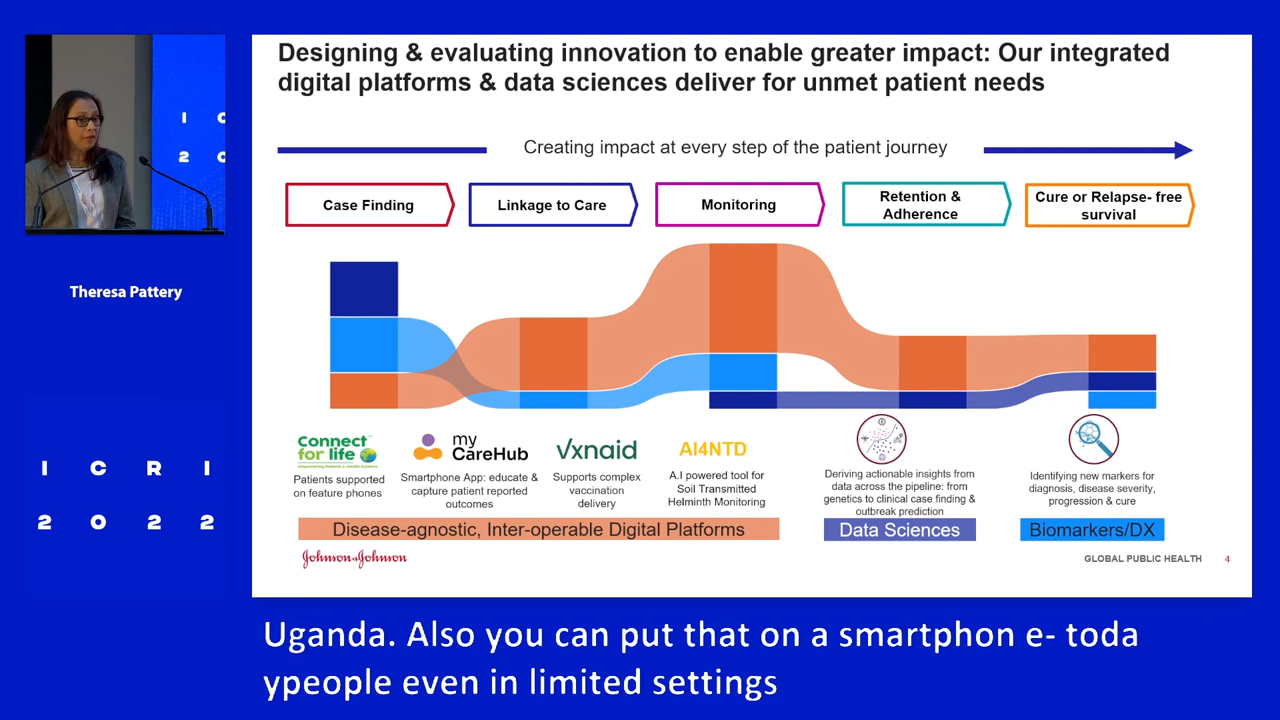 Designing & evaluating innovation to enable greater impact: Our integrated
digital platforms & data sciences deliver for unmet patient needs
Creating impact at every step of the patient journey
Case Finding
Linkage to Care
Monitoring
Retention &
Adherence
Cure or Relapse- free
survival
I C
2 0
Theresa Pattery
I C R I
2 0 2 2
Connect
for life™
Empowering Patients & Health Systems
Patients supported
on feature phones
my
CareHub
Smartphone App: educate &
capture patient reported
outcomes
Vxnaid
Supports complex
vaccination
delivery
AI4NTD
A.I powered tool for
Soil Transmitted
Helminth Monitoring
Deriving actionable insights from
data across the pipeline: from
genetics to clinical case finding &
outbreak prediction
Identifying new markers for
diagnosis, disease severity,
progression & cure
Disease-agnostic, Inter-operable Digital Platforms
Data Sciences
Biomarkers/DX
Johnson & Johnson
GLOBAL PUBLIC HEALTH 4
Uganda. Also you can put that on a smartphon e- toda
ypeople even in limited settings